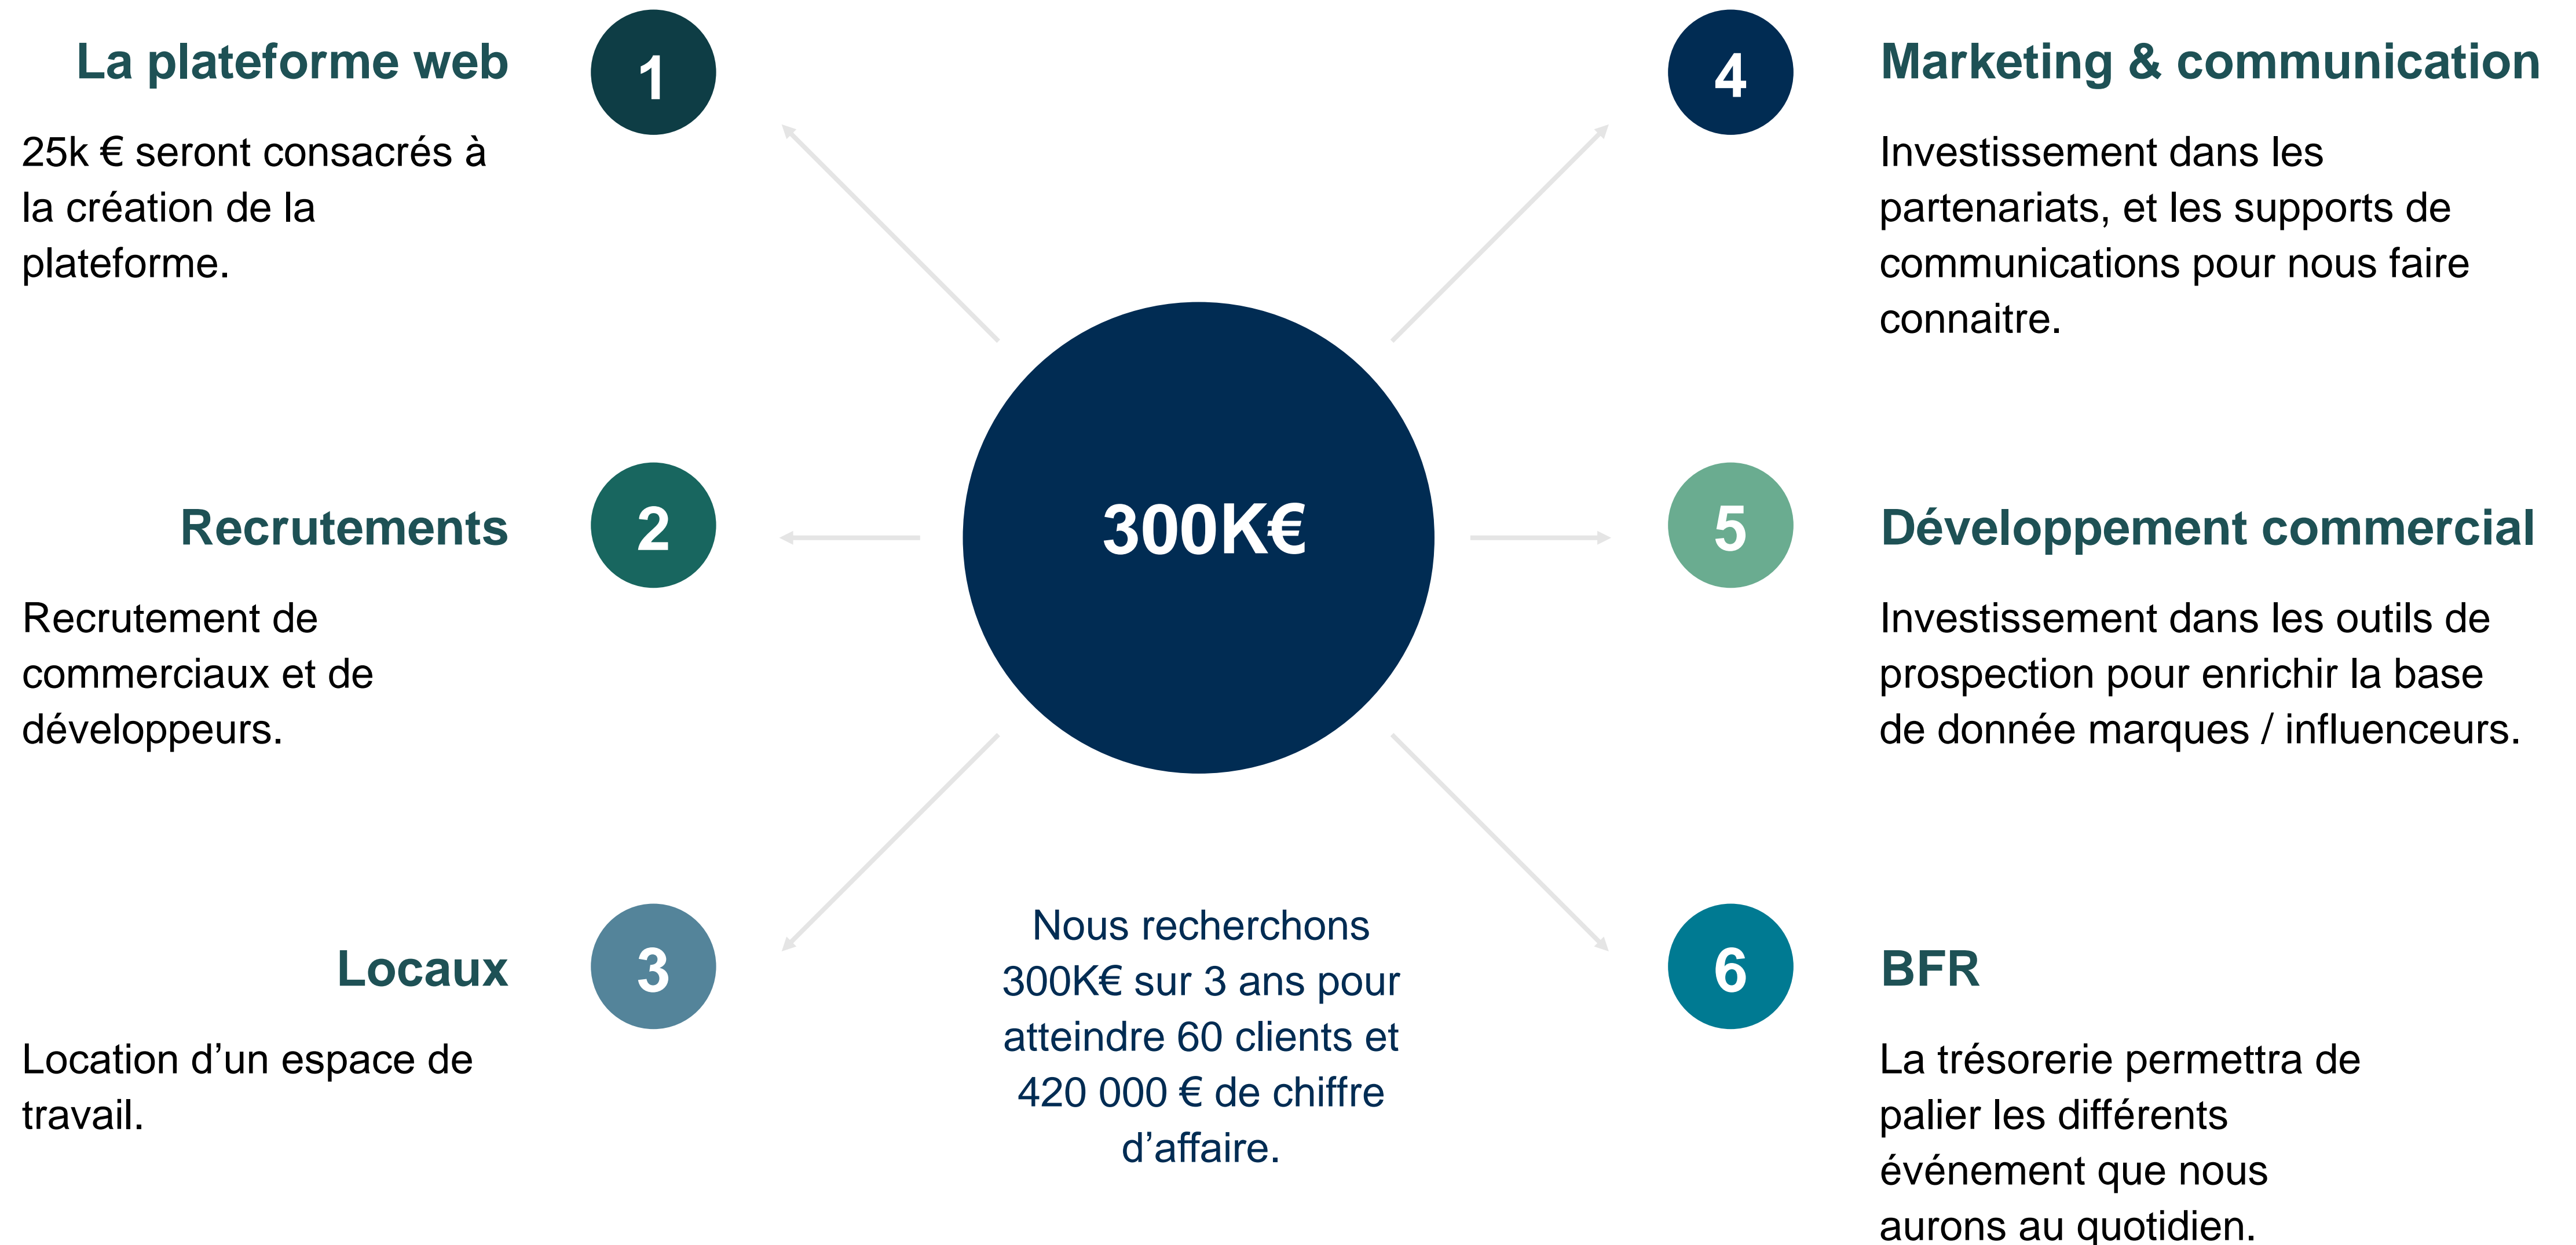 La plateforme web
1
25k € seront consacrés à
la création de la
plateforme.
Recrutements
2
Recrutement de
commerciaux et de
développeurs.
Locaux
3
Location d’un espace de
travail.
300K€
Nous recherchons
300K€ sur 3 ans pour
atteindre 60 clients et
420 000 € de chiffre
d’affaire.
4
Marketing & communication
Investissement dans les
partenariats, et les supports de
communications pour nous faire
connaitre.
5
Développement commercial
Investissement dans les outils de
prospection pour enrichir la base
de donnée marques / influenceurs.
6
BFR
La trésorerie permettra de
palier les différents
événement que nous
aurons au quotidien.